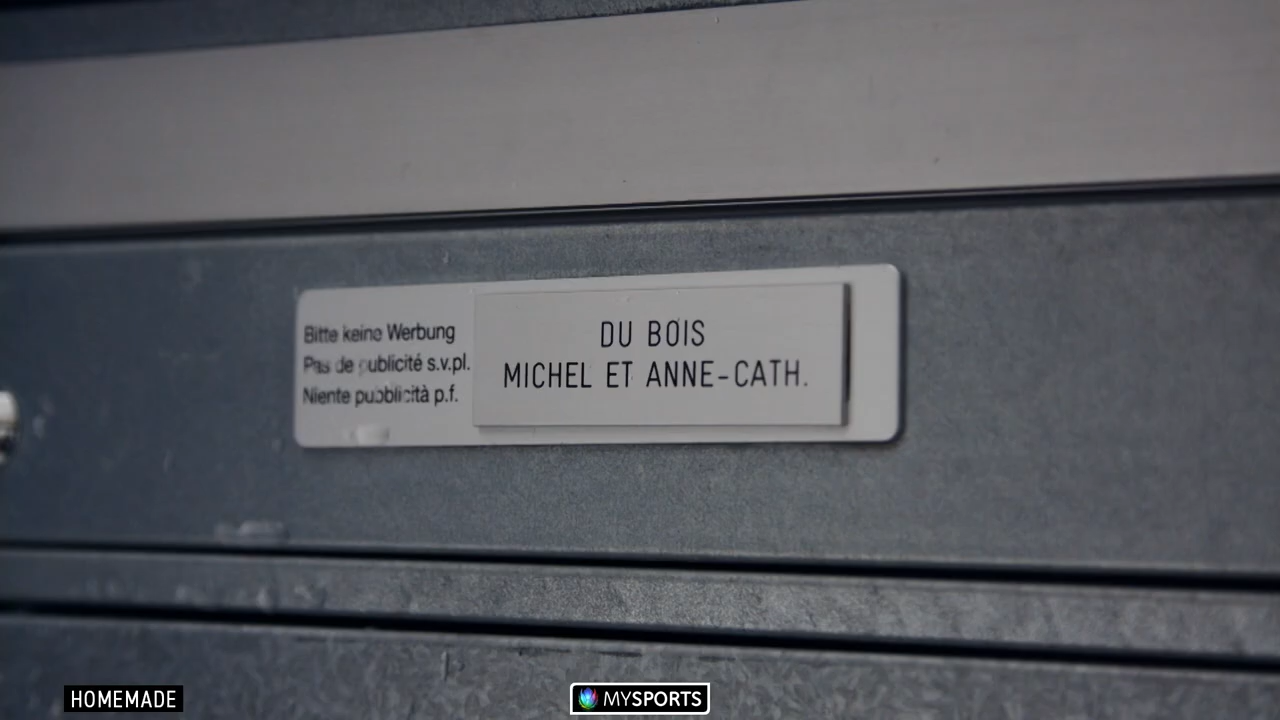 Bitte keine Werbung
Pas de publicité s.v.pl.
Niente pubblicità p.f.
DU BOIS
MICHEL ET ANNE-CATH.
HOMEMADE
MYSPORTS